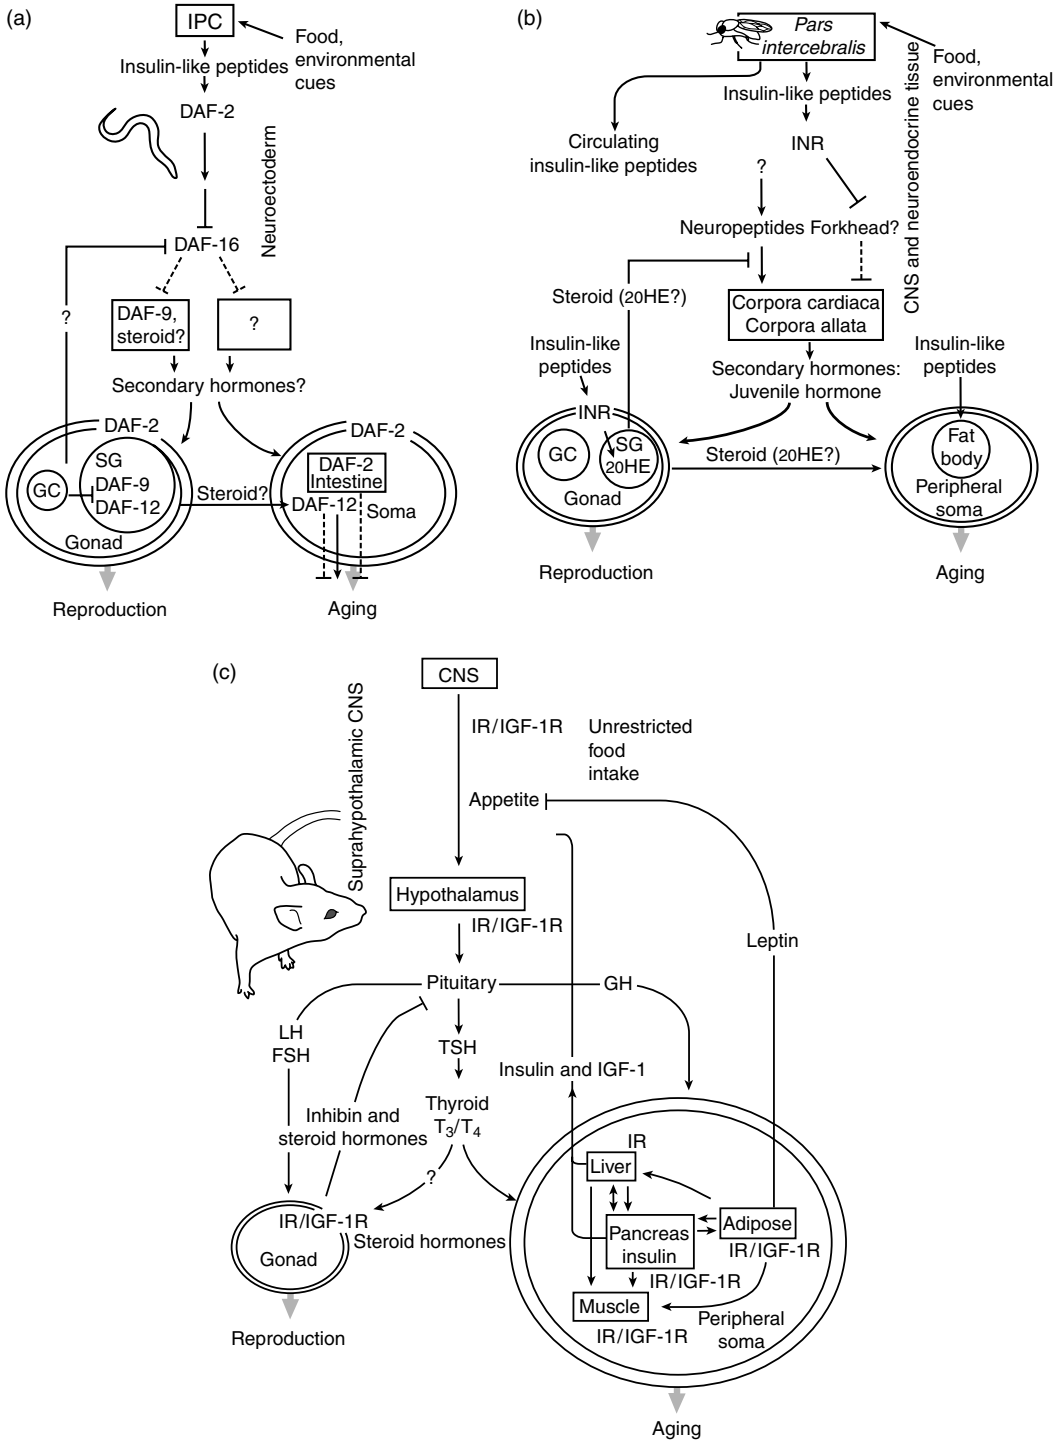 (a)
IPC
Food,
environmental
cues
Insulin-like peptides
DAF-2
Neuroectoderm
DAF-16
?
DAF-9,
steroid?
?
Secondary hormones?
DAF-2
SG
GC
DAF-9
DAF-12
Gonad
Steroid?
DAF-2
DAF-2
Intestine
DAF-12
Soma
Reproduction
Aging
(b)
Pars
intercebralis
Food,
environmental
cues
CNS and neuroendocrine tissue
Insulin-like peptides
Circulating
insulin-like peptides
INR
?
Neuropeptides Forkhead?
Steroid (20HE?)
Corpora cardiaca
Corpora allata
Insulin-like
peptides
Secondary hormones:
Juvenile hormone
Insulin-like
peptides
INR
GC
SG
20HE
Gonad
Steroid (20HE?)
Fat
body
Peripheral
soma
Reproduction
Aging
(c)
CNS
Suprahypothalamic CNS
IR/IGF-1R
Unrestricted
food
intake
Appetite
Hypothalamus
IR/IGF-1R
Leptin
Pituitary
GH
LH
FSH
TSH
Insulin and IGF-1
Thyroid
T3/T4
Inhibin and
steroid hormones
?
IR
Liver
IR/IGF-1R
Gonad
Steroid hormones
Pancreas
insulin
Adipose
IR/IGF-1R
IR/IGF-1R
Muscle
IR/IGF-1R
Peripheral
soma
Reproduction
Aging